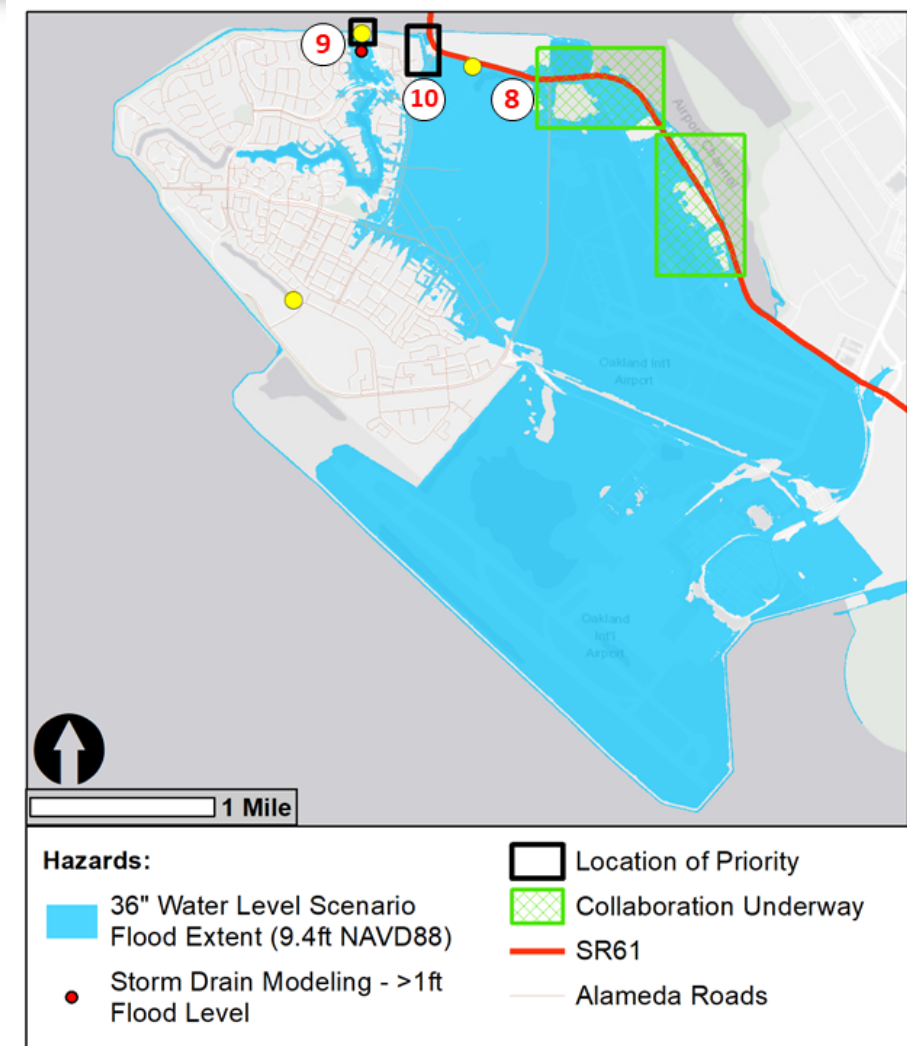 9
10
8
Airport Channel
Oakland Int'l
Airport
Oakland
Int'l
Airport
1 Mile
Hazards:
36" Water Level Scenario
Flood Extent (9.4ft NAVD88)
Storm Drain Modeling - >1ft
Flood Level
Location of Priority
Collaboration Underway
SR61
Alameda Roads